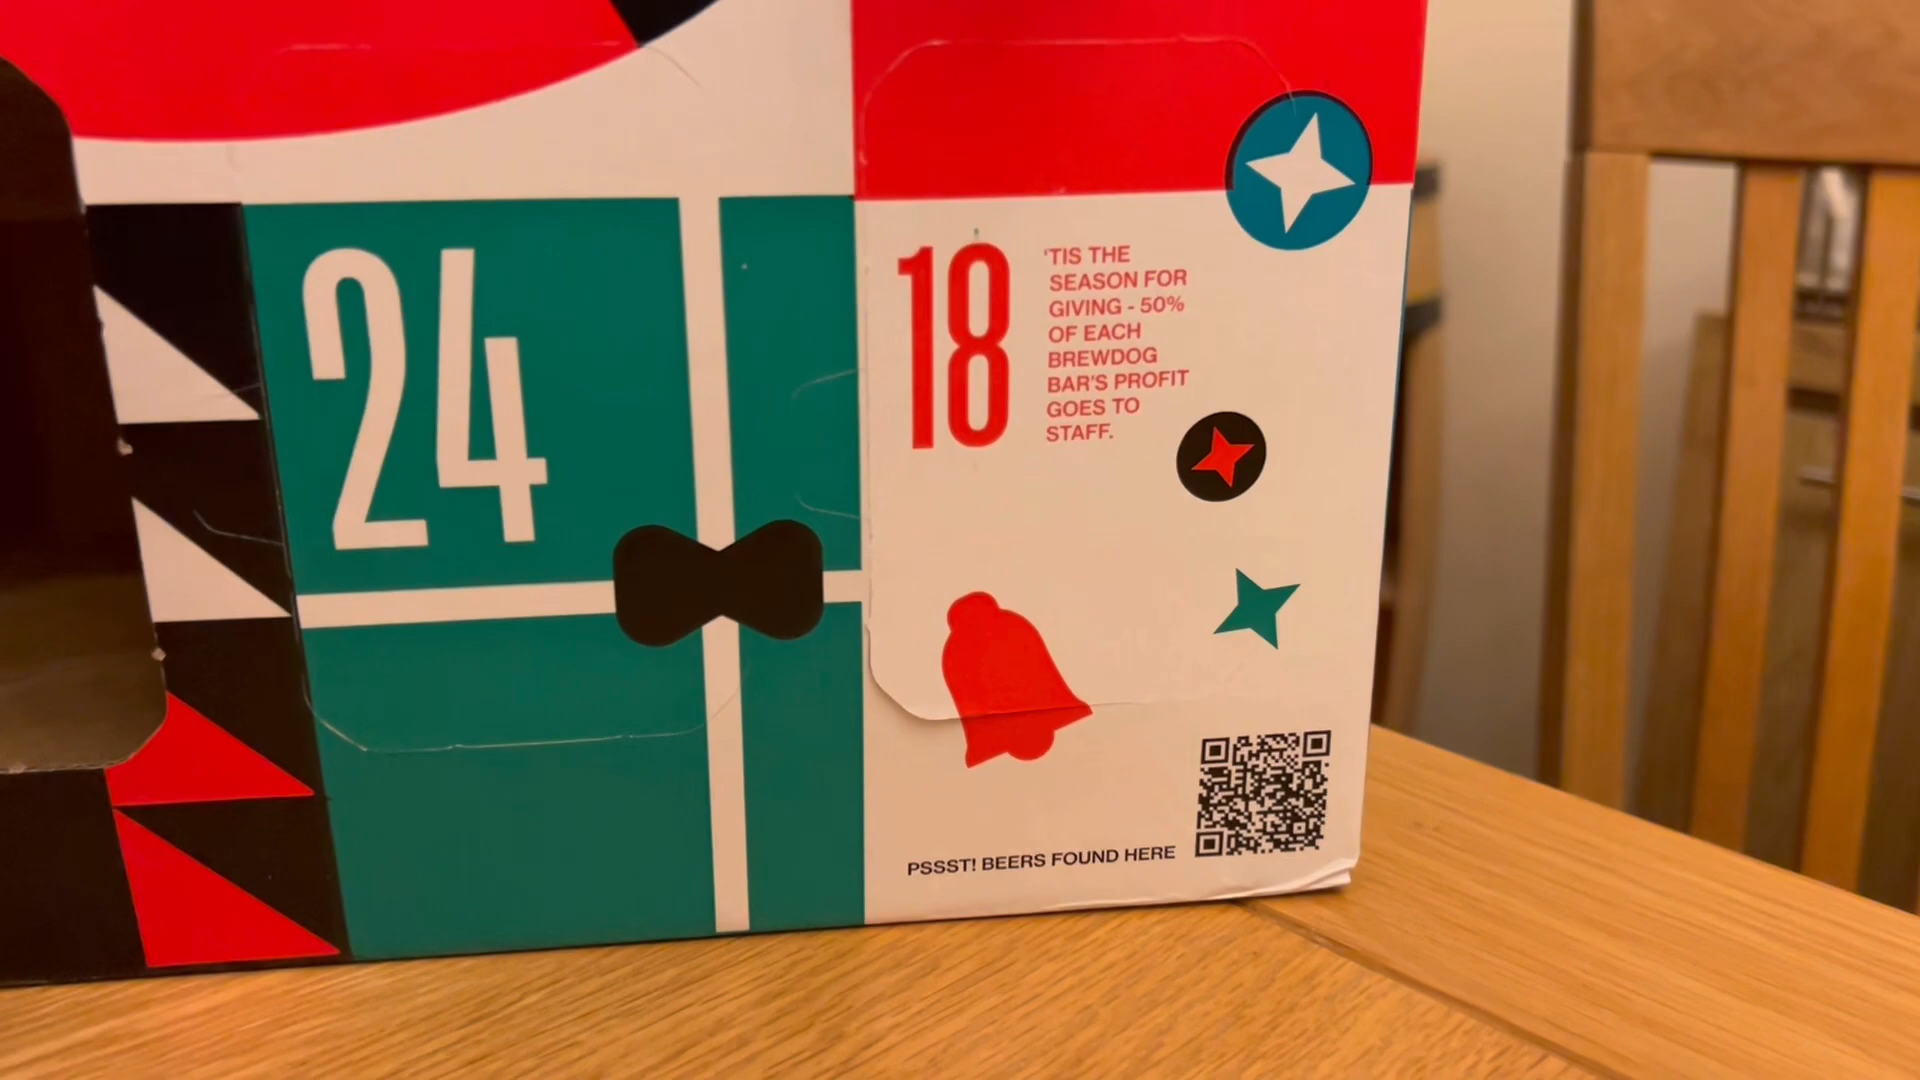 24
18
'TIS THE
SEASON FOR
GIVING - 50%
OF EACH
BREWDOG
BAR'S PROFIT
GOES TO
STAFF.
PSSST! BEERS FOUND HERE